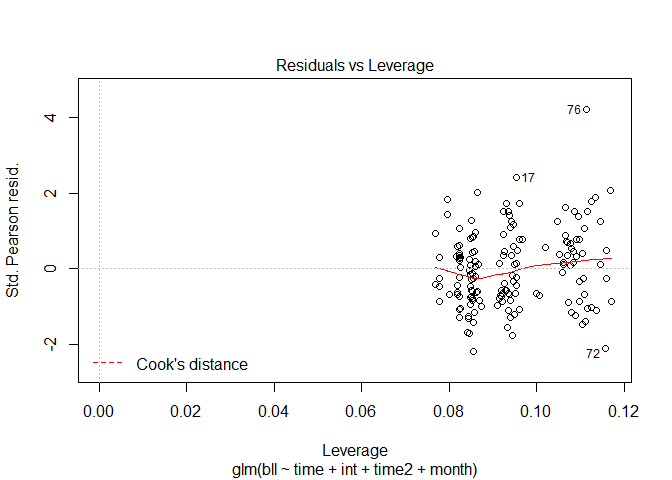 Residuals vs Leverage
Std. Pearson resid.
4
2
0
-2
76
17
72
Cook's distance
0.00 0.02 0.04 0.06 0.08 0.10 0.12
Leverage
glm(bll ~ time + int + time2 + month)